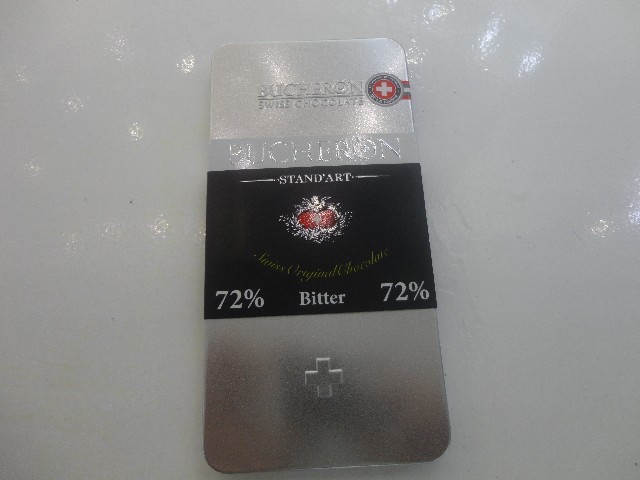 BUCHERON
SWISS CHOCOLATE
BUCHERON
STAND'ART
Swiss Original Chocolate
72% Bitter 72%